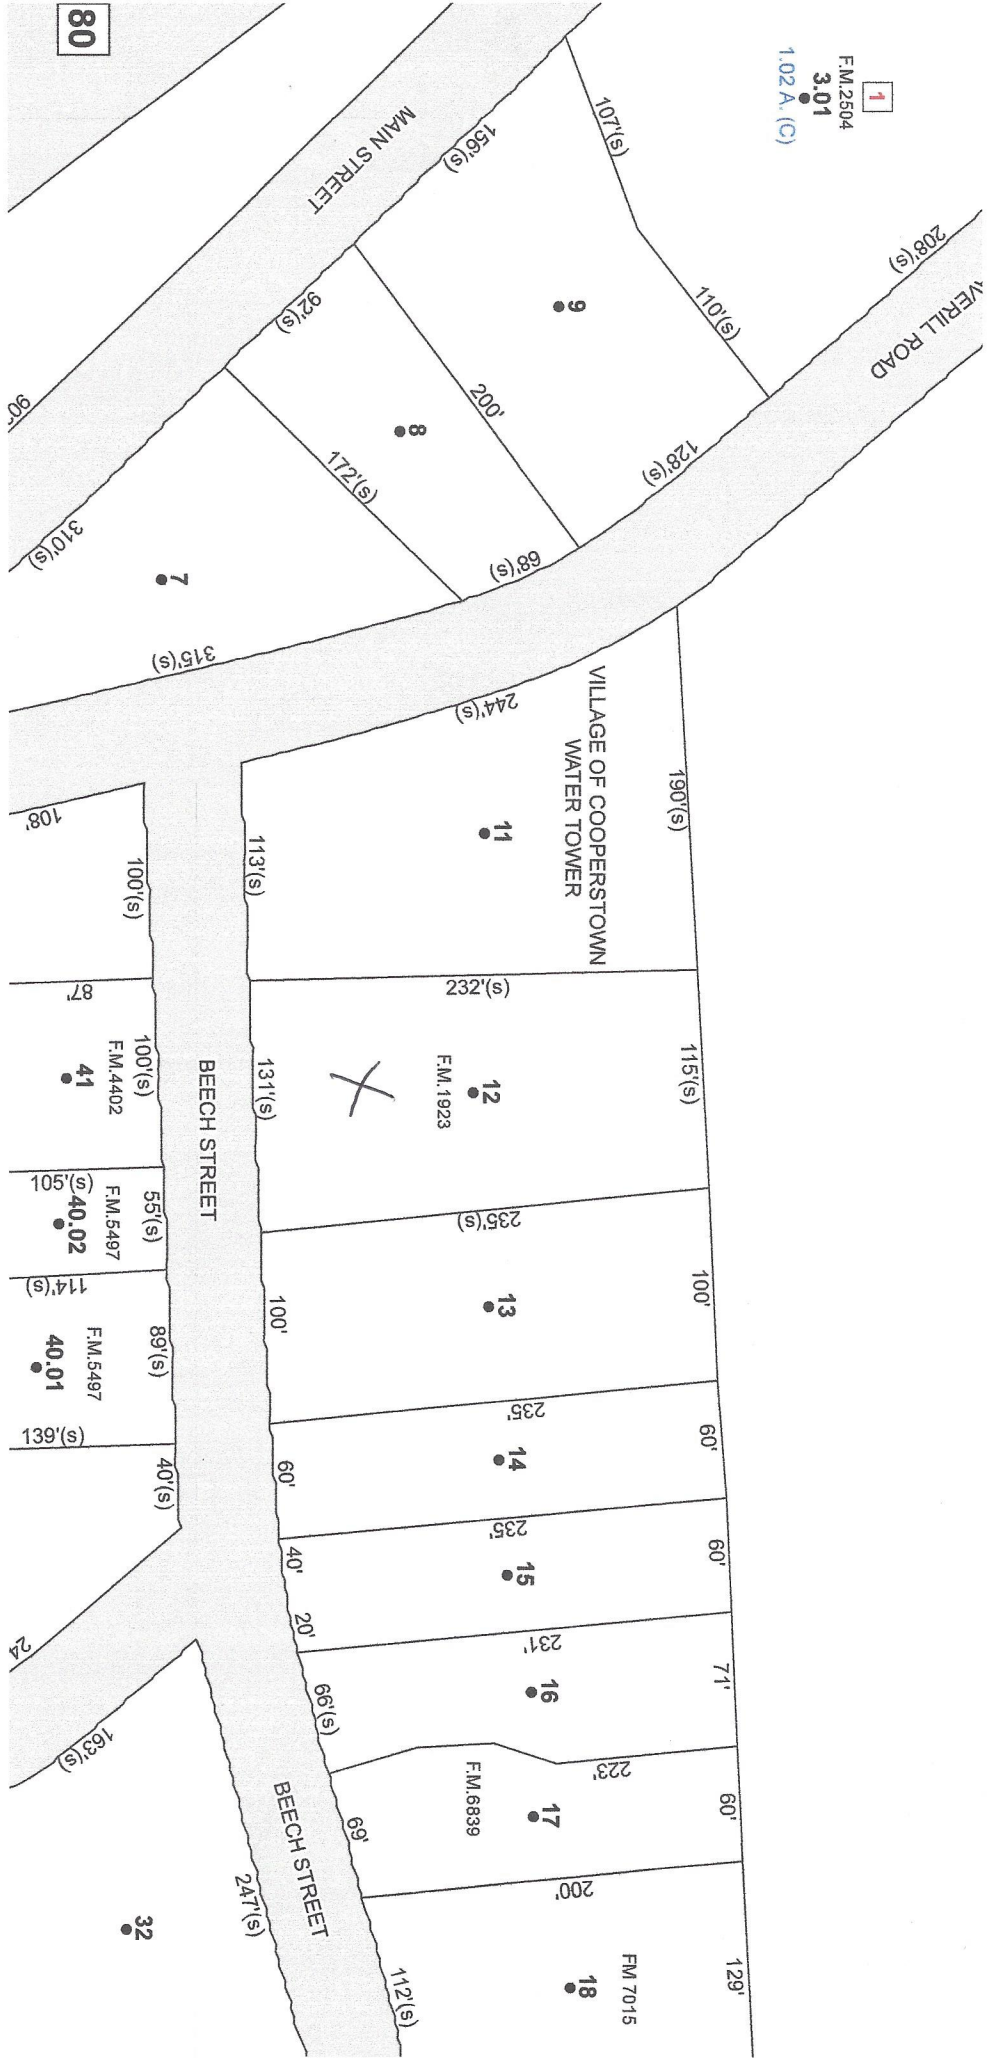 80
1
F.M.2504
3.01
1.02 A. (C)
MAIN STREET
156'(s)
107'(s)
110'(s)
208'(s)
VERILL ROAD
9
92'(s)
200'
128'(s)
8
172'(s)
68'(s)
310'(s)
7
315'(s)
244'(s)
VILLAGE OF COOPERSTOWN
WATER TOWER
190'(s)
11
108'
100'(s)
113'(s)
87'
232'(s)
F.M.4402
41
100'(s)
BEECH STREET
131'(s)
X
F.M.1923
12
115'(s)
105'(s)
F.M.5497
40.02
55'(s)
235'(s)
114'(s)
F.M.5497
40.01
89'(s)
100'
13
100'
139'(s)
40'(s)
60'
235'
14
60'
40'
235'
15
60'
20'
231'
24
163'(s)
66'(s)
16
71'
BEECH STREET
F.M.6839
223'
17
60'
69'
200'
247'(s)
32
112'(s)
FM 7015
18
129'